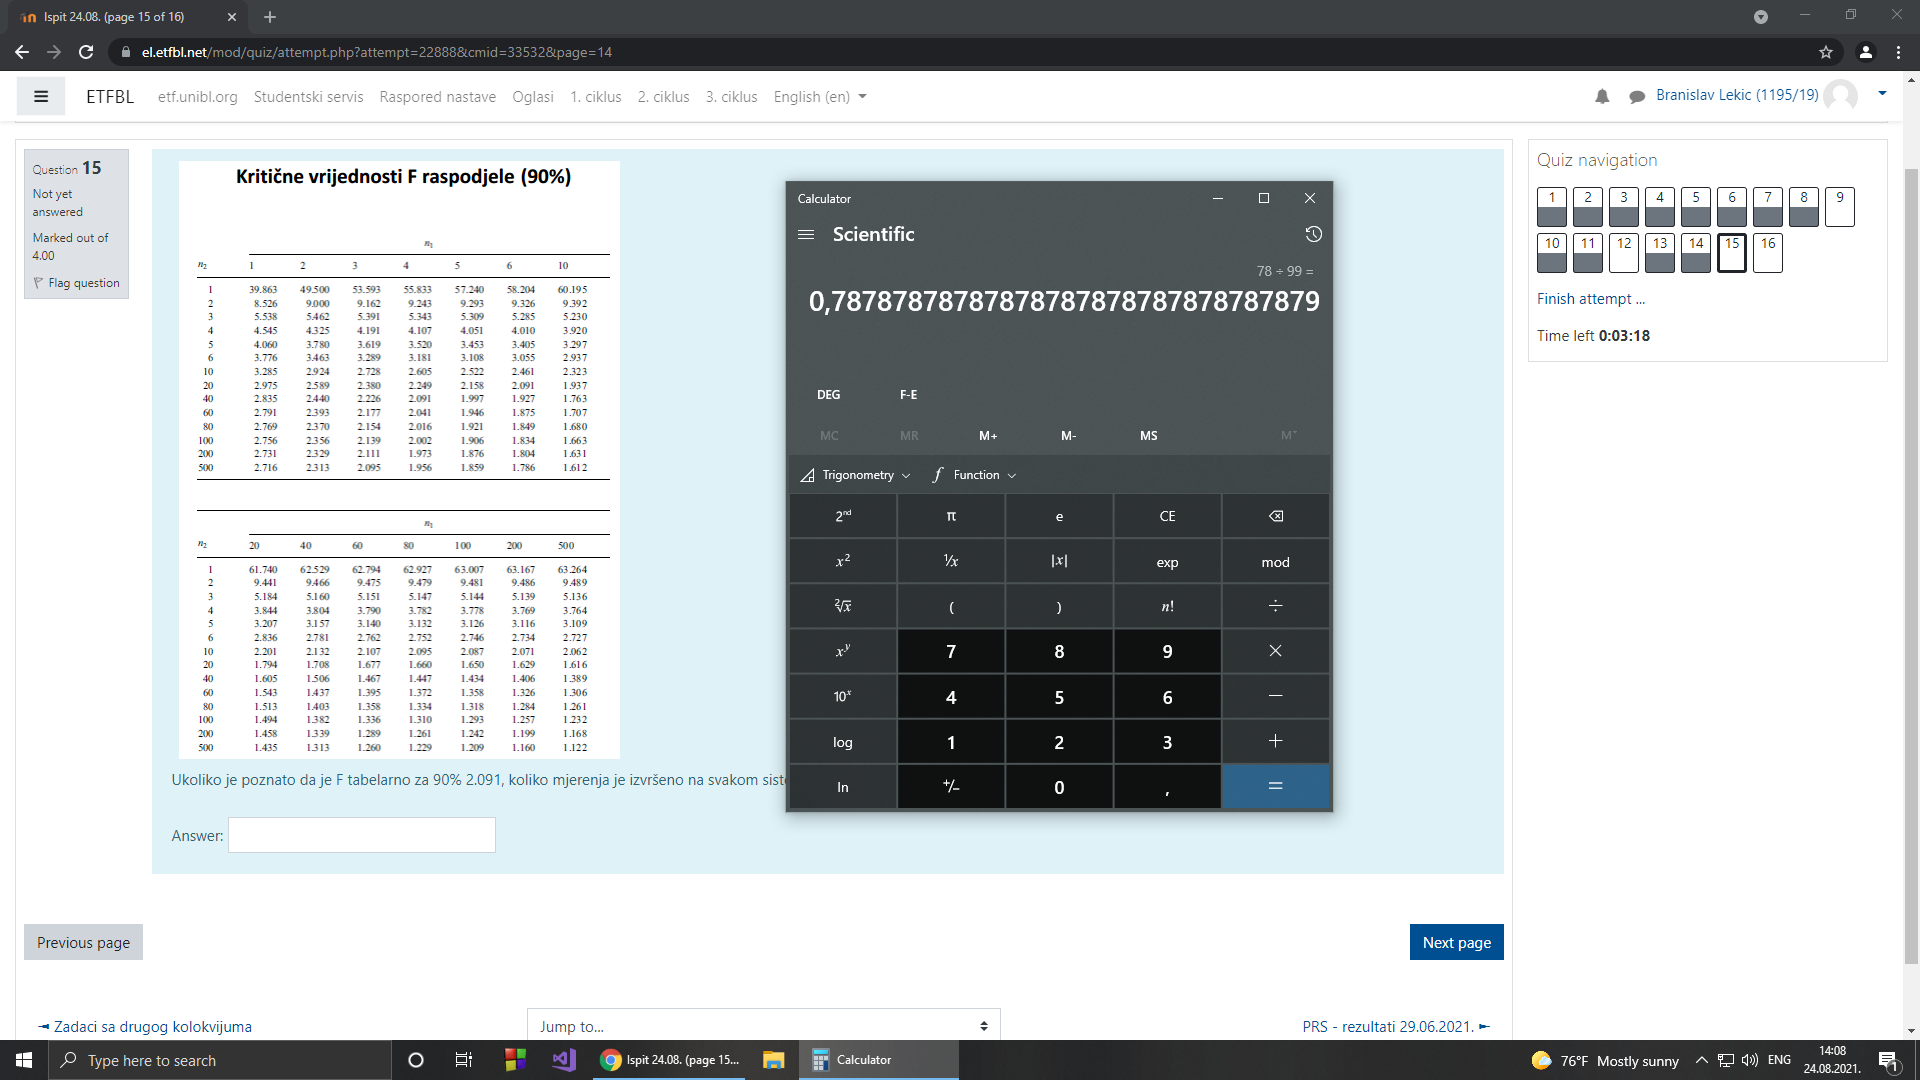 Ispit 24.08. (page 15 of 16)
el.etfbl.net/mod/quiz/attempt.php?attempt=22888&cmid=33532&page=14
ETFBL etf.unibl.org Studentski servis Raspored nastave Oglasi 1. ciklus 2. ciklus 3. ciklus English (en) Branislav Lekic (1195/19)
Question 15
Not yet
answered
Marked out of
4.00
Flag question
Kritične vrijednosti F raspodjele (90%)
n1
n2 1 2 3 4 5 6 10
1 39.863 49.500 53.593 55.833 57.240 58.204 60.195
2 8.526 9.000 9.162 9.243 9.293 9.326 9.392
3 5.538 5.462 5.391 5.343 5.309 5.285 5.230
4 4.545 4.325 4.191 4.107 4.051 4.010 3.920
5 4.060 3.780 3.619 3.520 3.453 3.405 3.297
6 3.776 3.463 3.289 3.181 3.108 3.055 2.937
10 3.285 2.924 2.728 2.605 2.522 2.461 2.323
20 2.975 2.589 2.380 2.249 2.158 2.091 1.937
40 2.835 2.440 2.226 2.091 1.997 1.927 1.763
60 2.791 2.393 2.177 2.041 1.946 1.875 1.707
80 2.769 2.370 2.154 2.016 1.921 1.849 1.680
100 2.756 2.356 2.139 2.002 1.906 1.834 1.663
200 2.731 2.329 2.111 1.973 1.876 1.804 1.631
500 2.716 2.313 2.095 1.956 1.859 1.786 1.612
n1
n2 20 40 60 80 100 200 500
1 61.740 62.529 62.794 62.927 63.007 63.167 63.264
2 9.441 9.466 9.475 9.479 9.481 9.486 9.489
3 5.184 5.160 5.151 5.147 5.144 5.139 5.136
4 3.844 3.804 3.790 3.782 3.778 3.769 3.764
5 3.207 3.157 3.140 3.132 3.126 3.116 3.109
6 2.836 2.781 2.762 2.752 2.746 2.734 2.727
10 2.201 2.132 2.107 2.095 2.087 2.071 2.062
20 1.794 1.708 1.677 1.660 1.650 1.629 1.616
40 1.605 1.506 1.467 1.447 1.434 1.406 1.389
60 1.543 1.437 1.395 1.372 1.358 1.326 1.306
80 1.513 1.403 1.358 1.334 1.318 1.284 1.261
100 1.494 1.382 1.336 1.310 1.293 1.257 1.232
200 1.458 1.339 1.289 1.261 1.242 1.199 1.168
500 1.435 1.313 1.260 1.229 1.209 1.160 1.122
Ukoliko je poznato da je F tabelarno za 90% 2.091, koliko mjerenja je izvršeno na svakom
Answer:
Calculator
Scientific
78 ÷ 99 =
0,78787878787878787878787878787879
DEG F-E
MC MR M+ M- MS M˅
Trigonometry Function
2nd π e CE
x2 1/x |x| exp mod
2√x ( ) n! ÷
xy 7 8 9 ×
10x 4 5 6 −
log 1 2 3 +
ln +/− 0 , =
Quiz navigation
1 2 3 4 5 6 7 8 9
10 11 12 13 14 15 16
Finish attempt ...
Time left 0:03:18
Previous page Next page
◄ Zadaci sa drugog kolokvijuma Jump to... PRS - rezultati 29.06.2021. ►
Type here to search Ispit 24.08. (page 15... Calculator 76°F Mostly sunny ENG 14:08
24.08.2021. 1